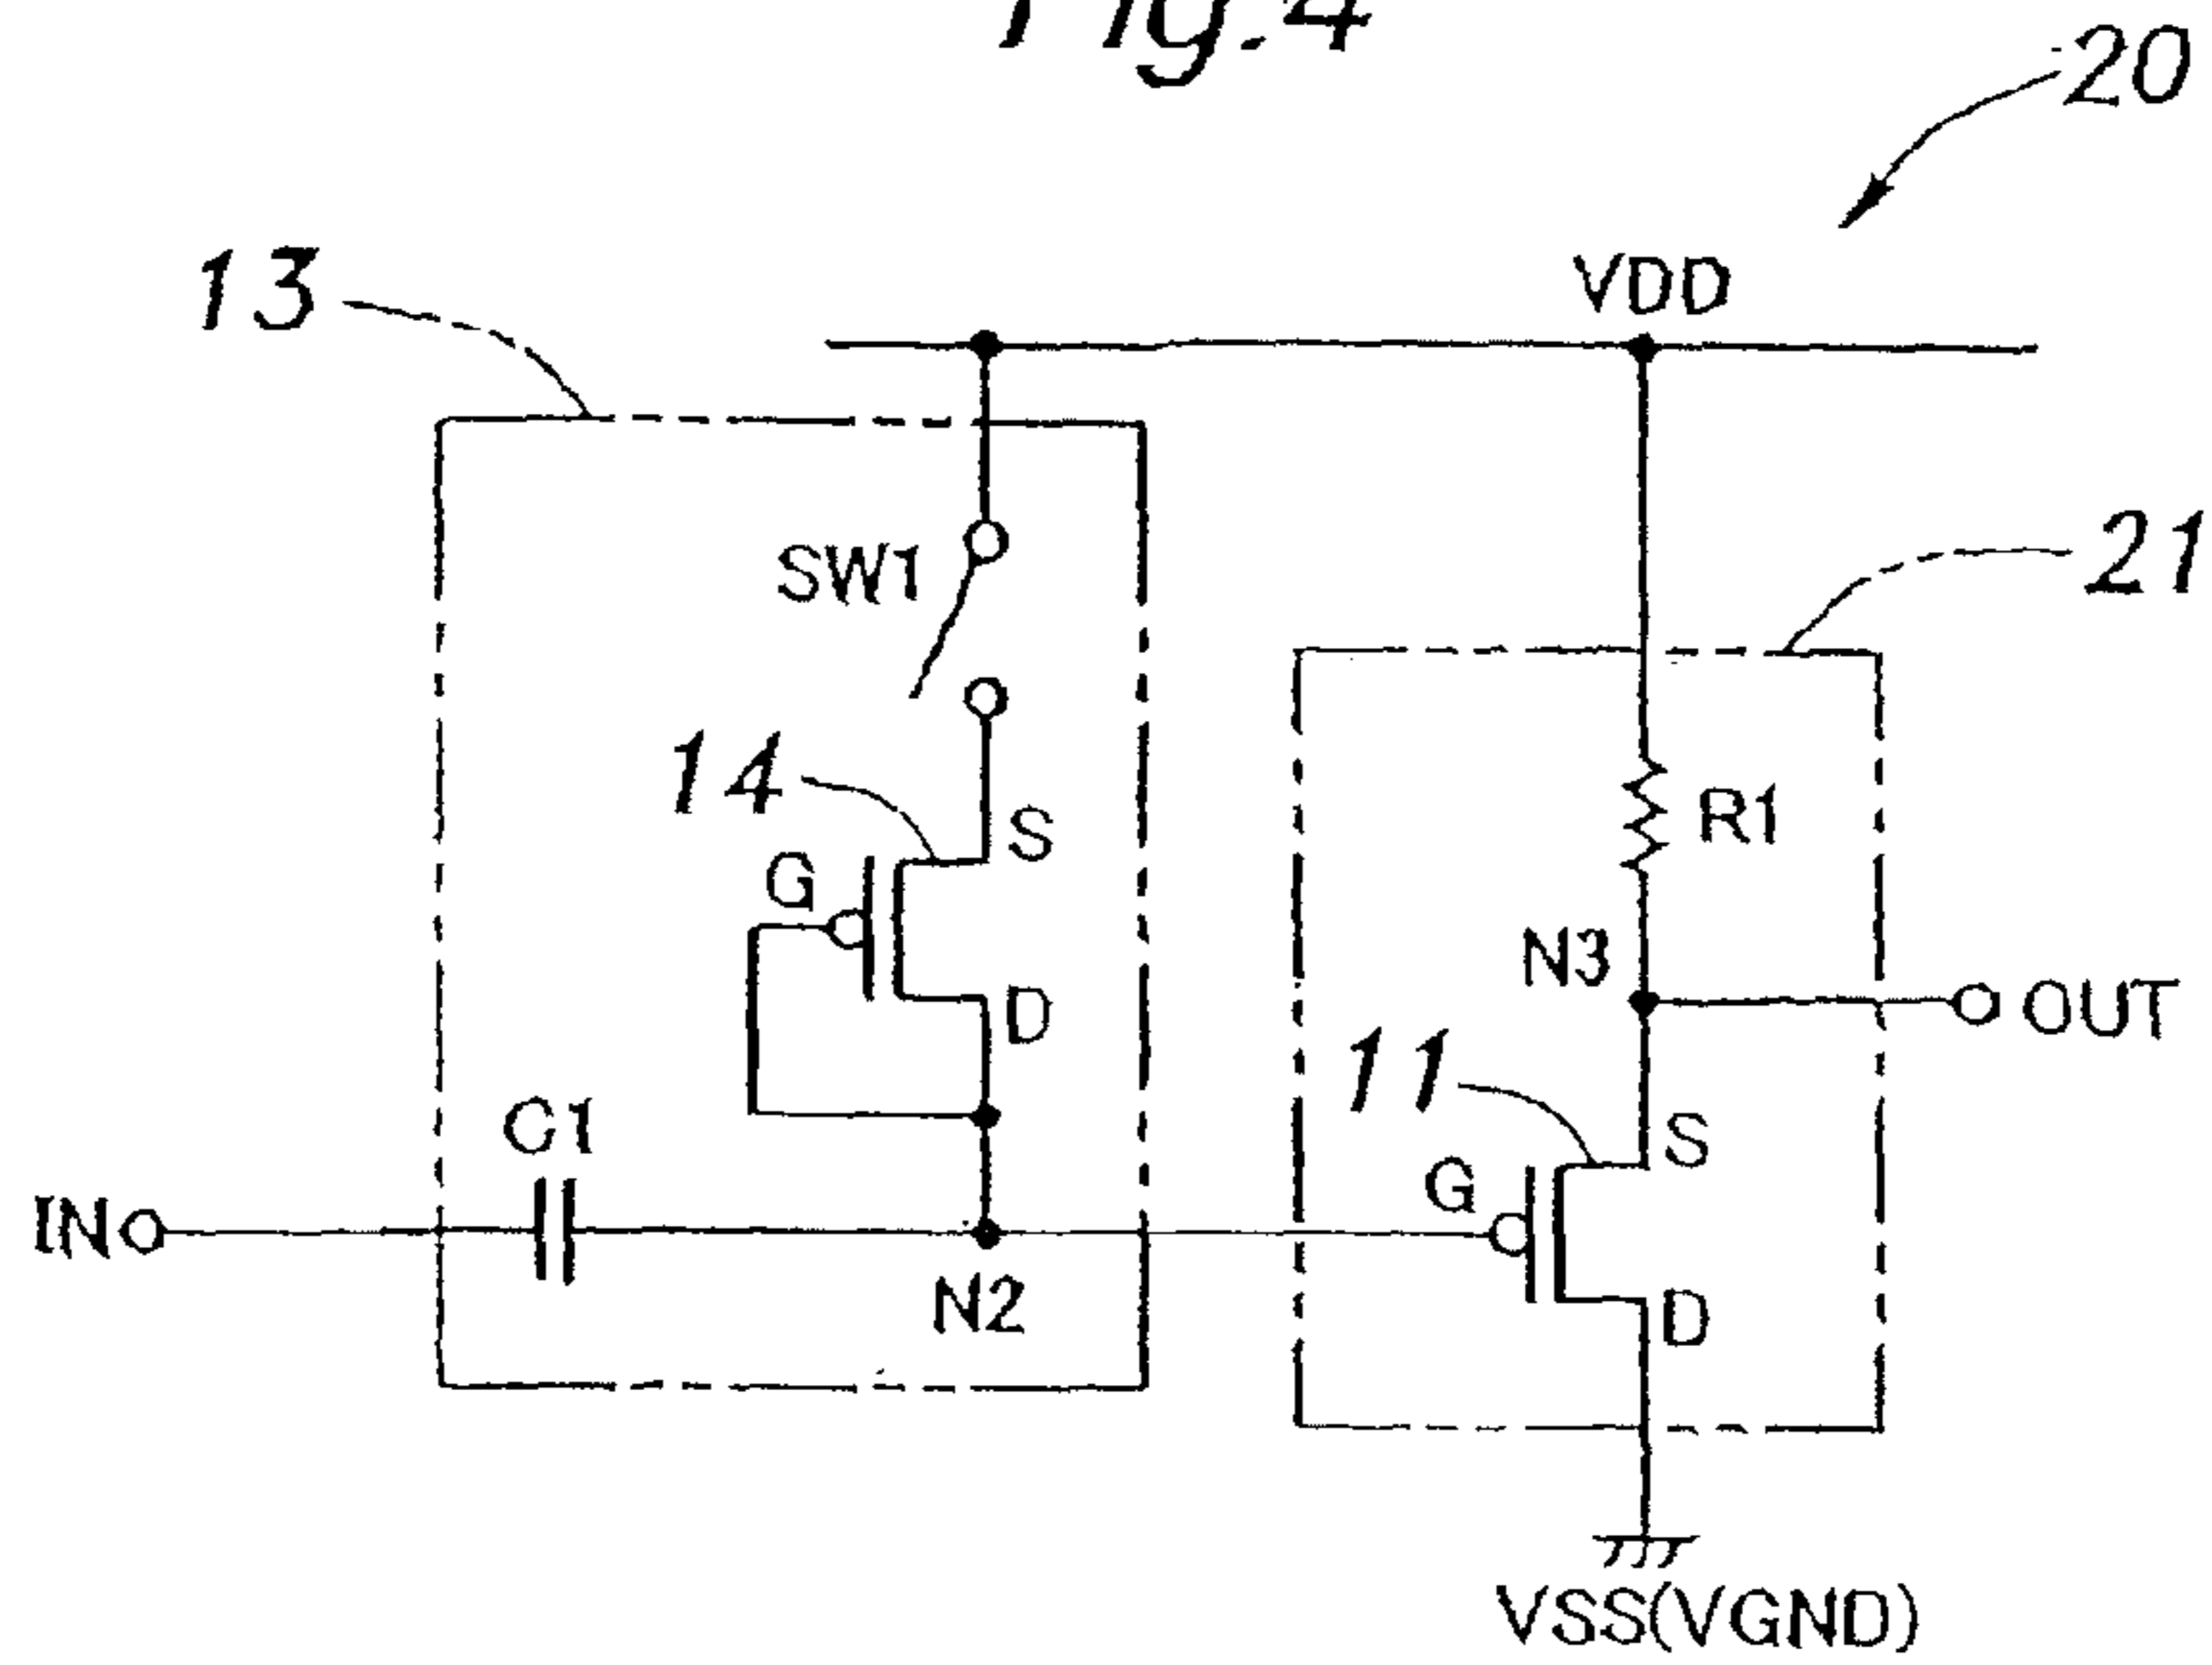 Fig.4
20
13
VDD
SW1
21
14
S
R1
G
N3
D
OUT
11
C1
S
G
IN
N2
D
VSS(VGND)